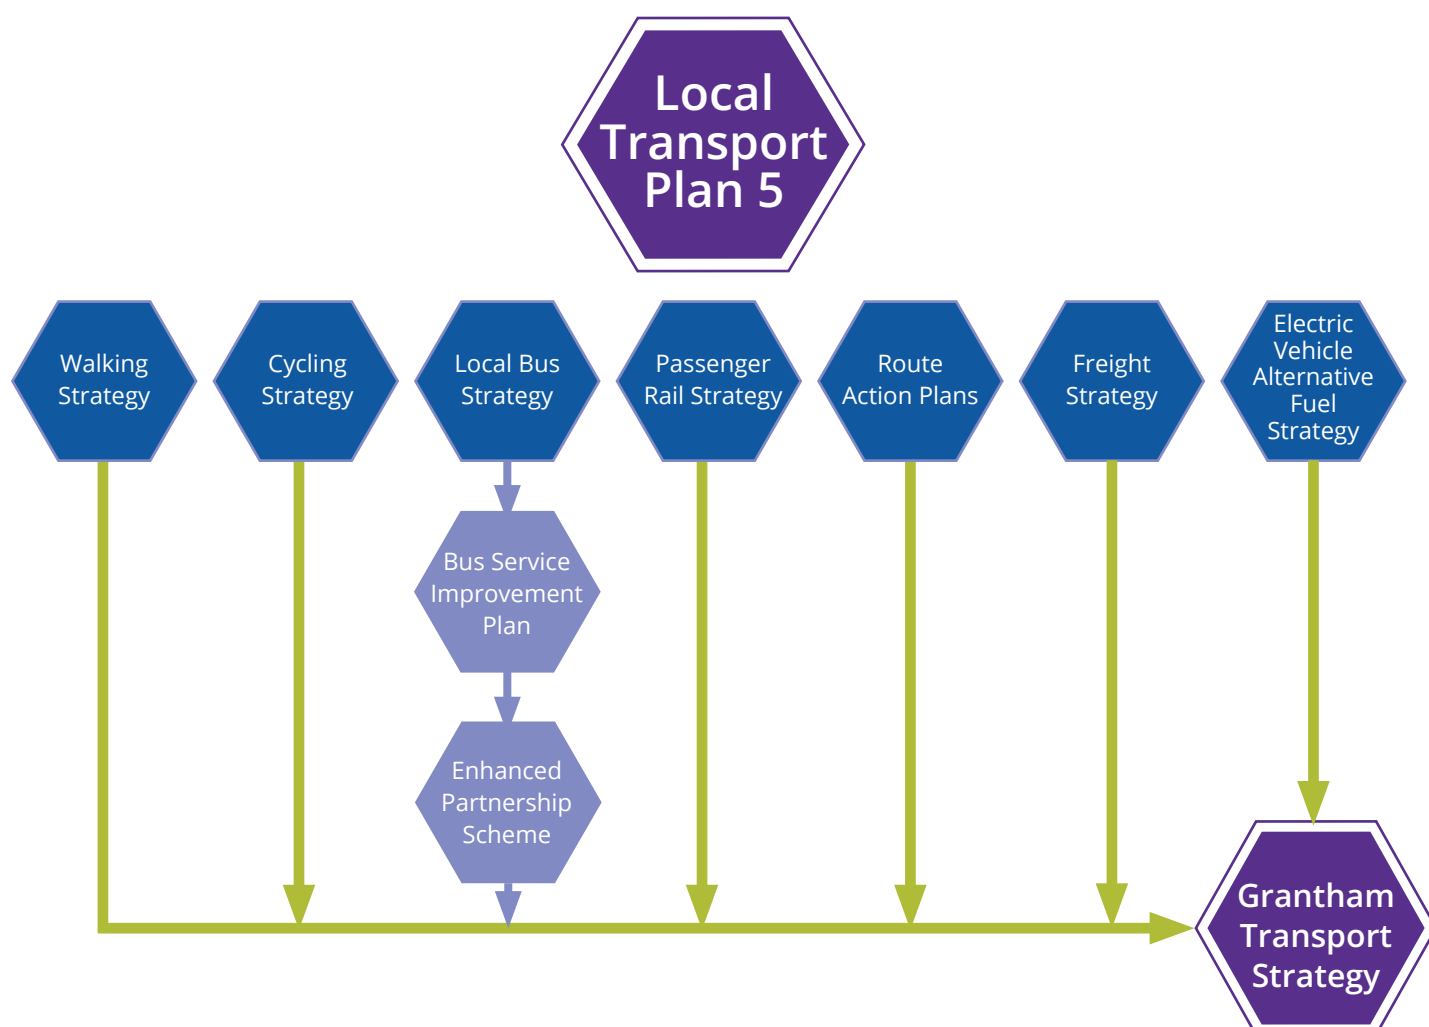 Local
Transport
Plan 5
Walking
Strategy
Cycling
Strategy
Local Bus
Strategy
Passenger
Rail Strategy
Route
Action Plans
Freight
Strategy
Electric
Vehicle
Alternative
Fuel
Strategy
Bus Service
Improvement
Plan
Enhanced
Partnership
Scheme
Grantham
Transport
Strategy